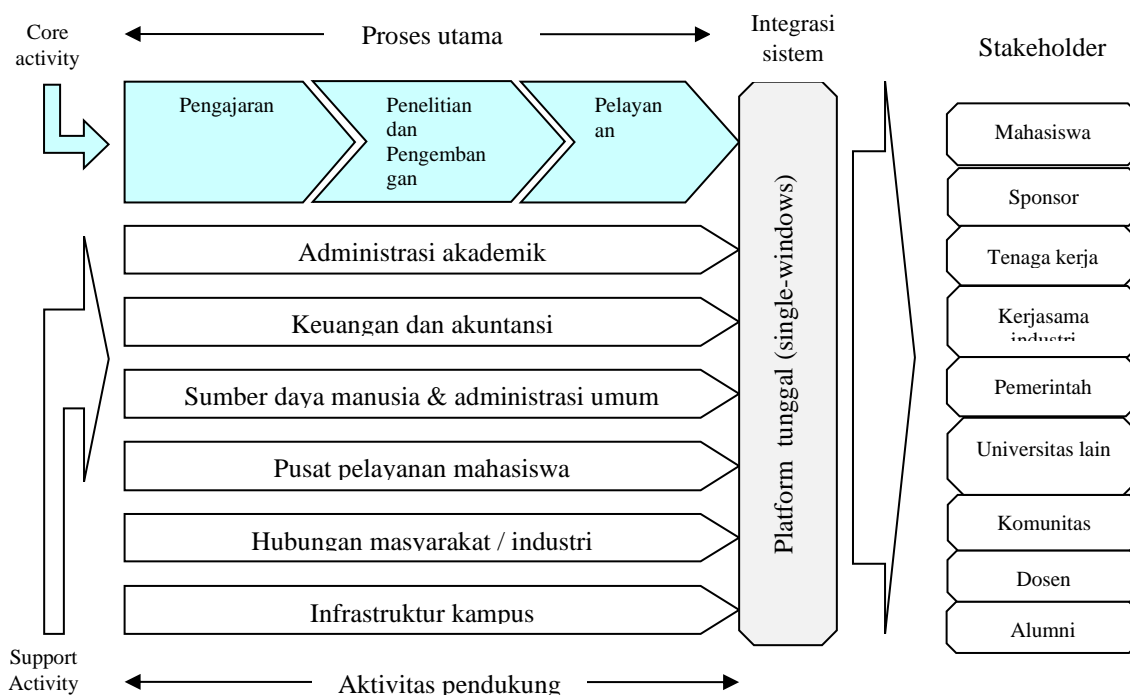 Core
activity
Proses utama
Integrasi
sistem
Stakeholder
Pengajaran
Penelitian
dan
Pengemban
gan
Pelayan
an
Administrasi akademik
Keuangan dan akuntansi
Sumber daya manusia & administrasi umum
Pusat pelayanan mahasiswa
Hubungan masyarakat / industri
Infrastruktur kampus
Platform tunggal (single-windows)
Mahasiswa
Sponsor
Tenaga kerja
Kerjasama
industri
Pemerintah
Universitas lain
Komunitas
Dosen
Alumni
Support
Activity
Aktivitas pendukung